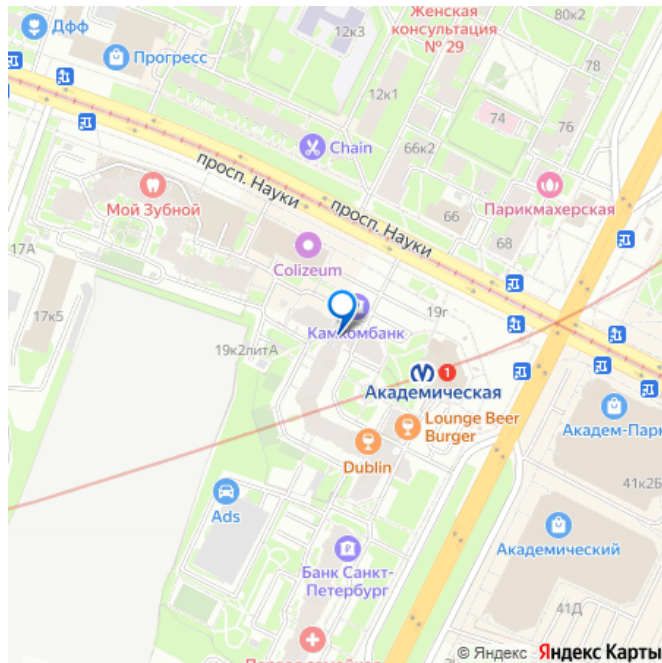 Женская
консультация
№ 29
80к2
Дфф
12к3
Прогресс
78
12к1
74
76
Chain
66к2
просп. Науки
просп. Науки
Мой Зубной
Парикмахерская
66
68
17А
Colizeum
19г
17к5
Камкомбанк
19к2литА
1
Академическая
Lounge Beer
Burger
Академ-Парк
Dublin
41к2Б
Ads
Академический
Банк Санкт-
Петербург
41Д
© Яндекс Яндекс Карты